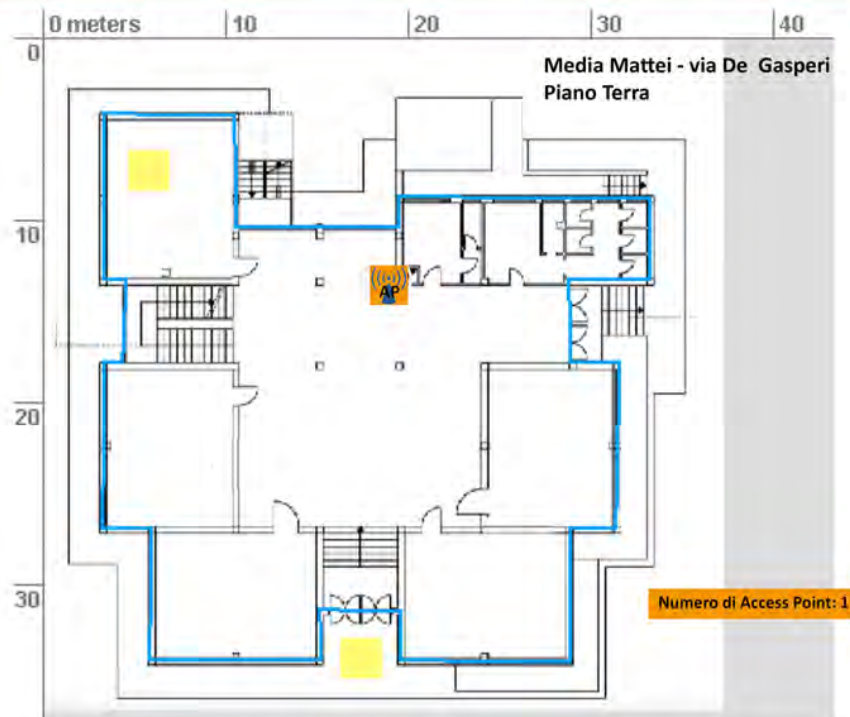 0 meters 10 20 30 40
0
Media Mattei - via De Gasperi
Piano Terra
10
AP
20
30
Numero di Access Point: 1